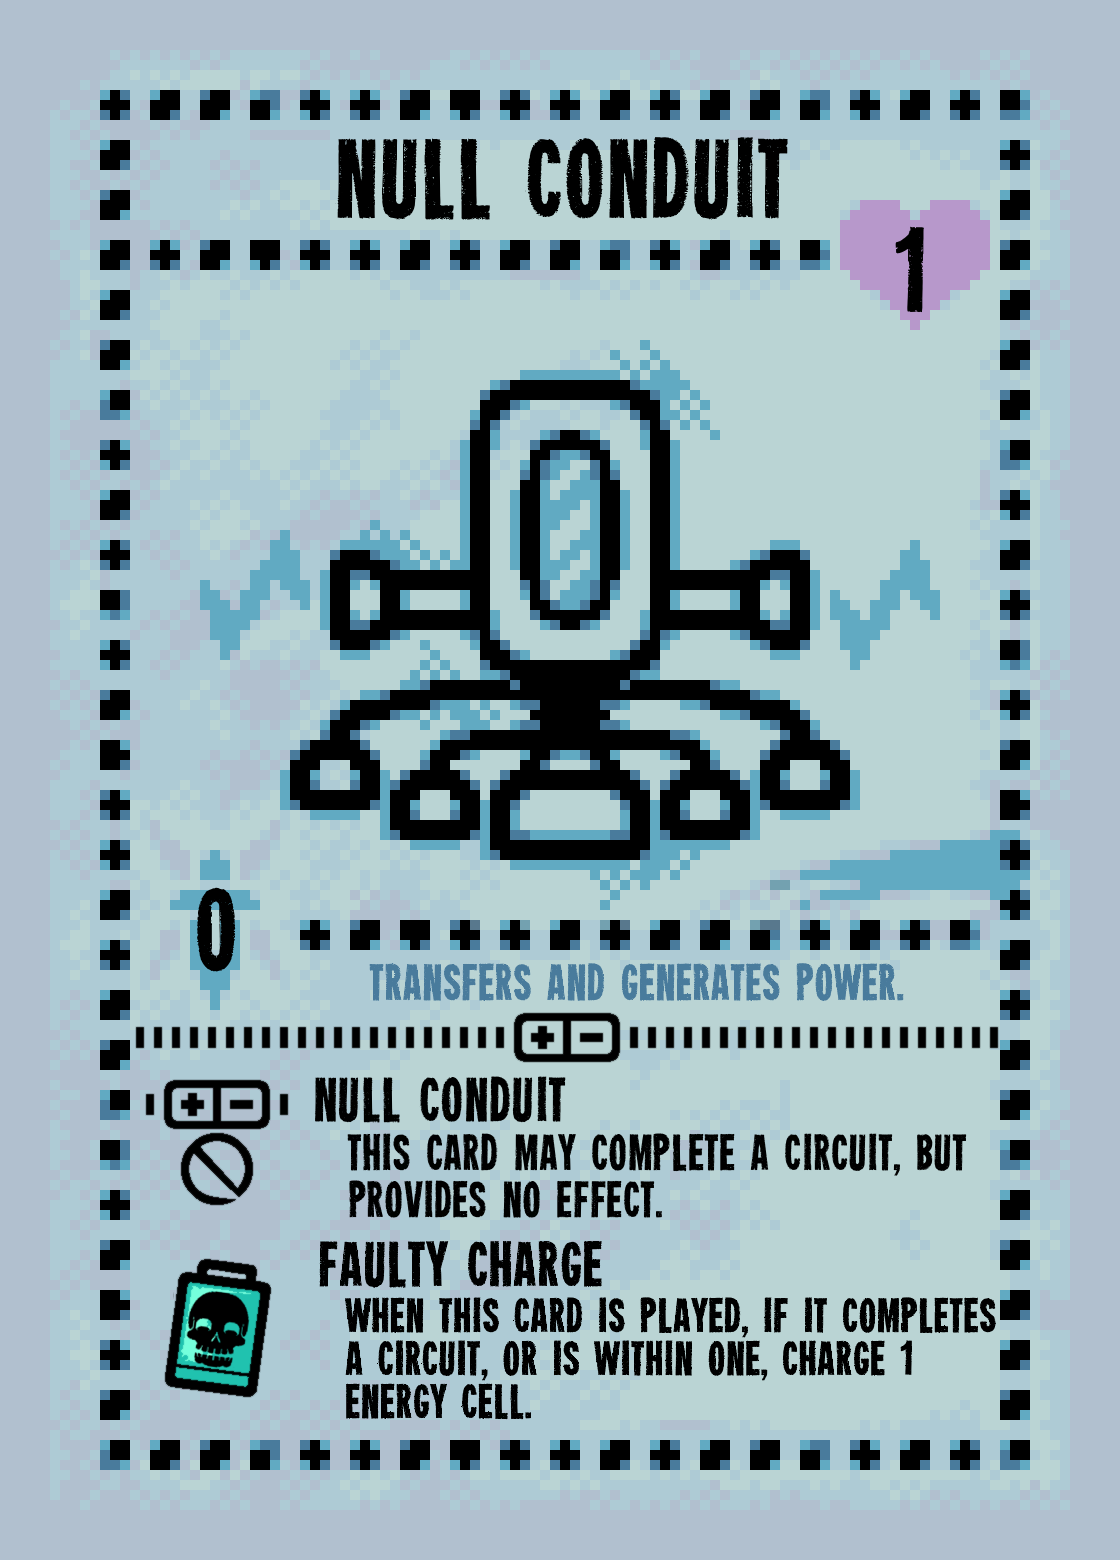 NULL CONDUIT
1
0
TRANSFERS AND GENERATES POWER.
NULL CONDUIT
THIS CARD MAY COMPLETE A CIRCUIT, BUT
PROVIDES NO EFFECT.
FAULTY CHARGE
WHEN THIS CARD IS PLAYED, IF IT COMPLETES
A CIRCUIT, OR IS WITHIN ONE, CHARGE 1
ENERGY CELL.